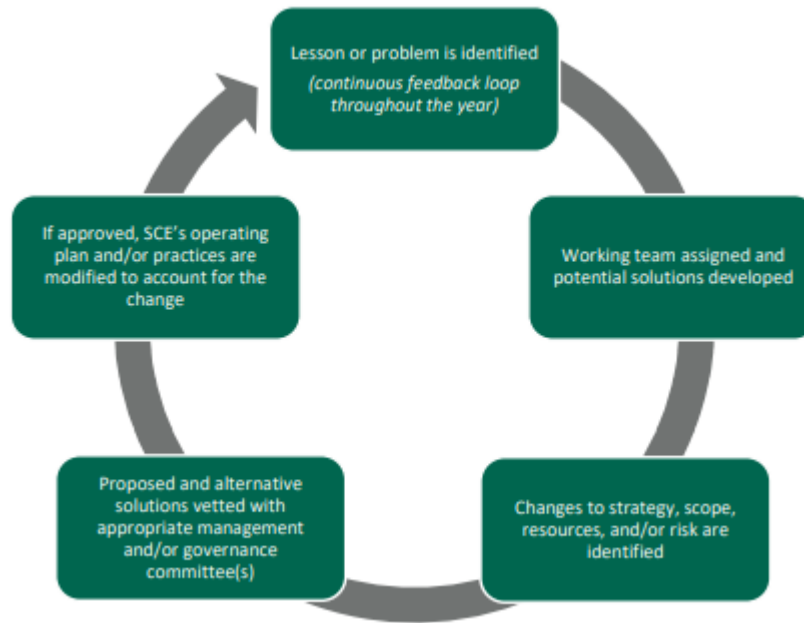 Lesson or problem is identified
(continuous feedback loop
throughout the year)
Working team assigned and
potential solutions developed
Changes to strategy, scope,
resources, and/or risk are
identified
Proposed and alternative
solutions vetted with
appropriate management
and/or governance
committee(s)
If approved, SCE's operating
plan and/or practices are
modified to account for the
change